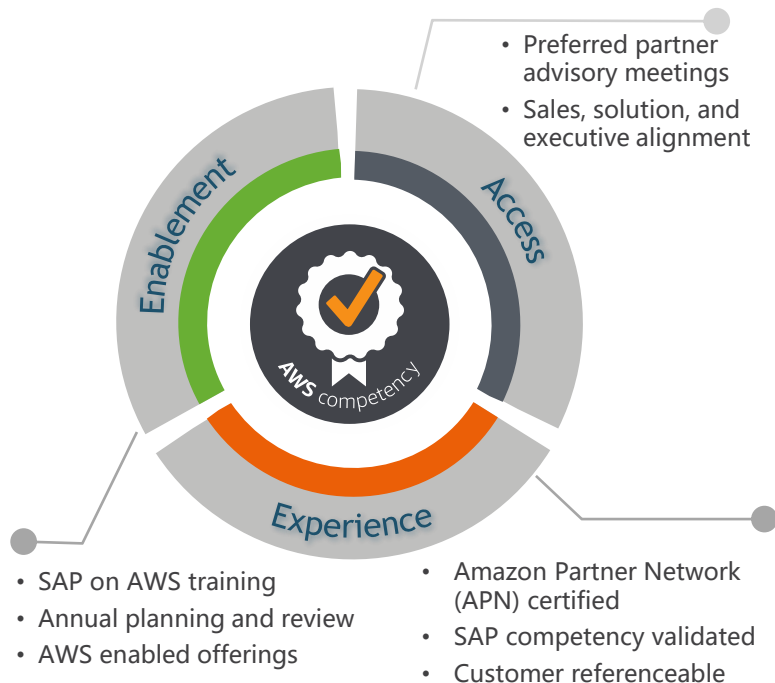 • Preferred partner
advisory meetings
• Sales, solution, and
executive alignment
Enablement
Access
AWS competency
Experience
• SAP on AWS training
• Annual planning and review
• AWS enabled offerings
• Amazon Partner Network
(APN) certified
• SAP competency validated
• Customer referenceable